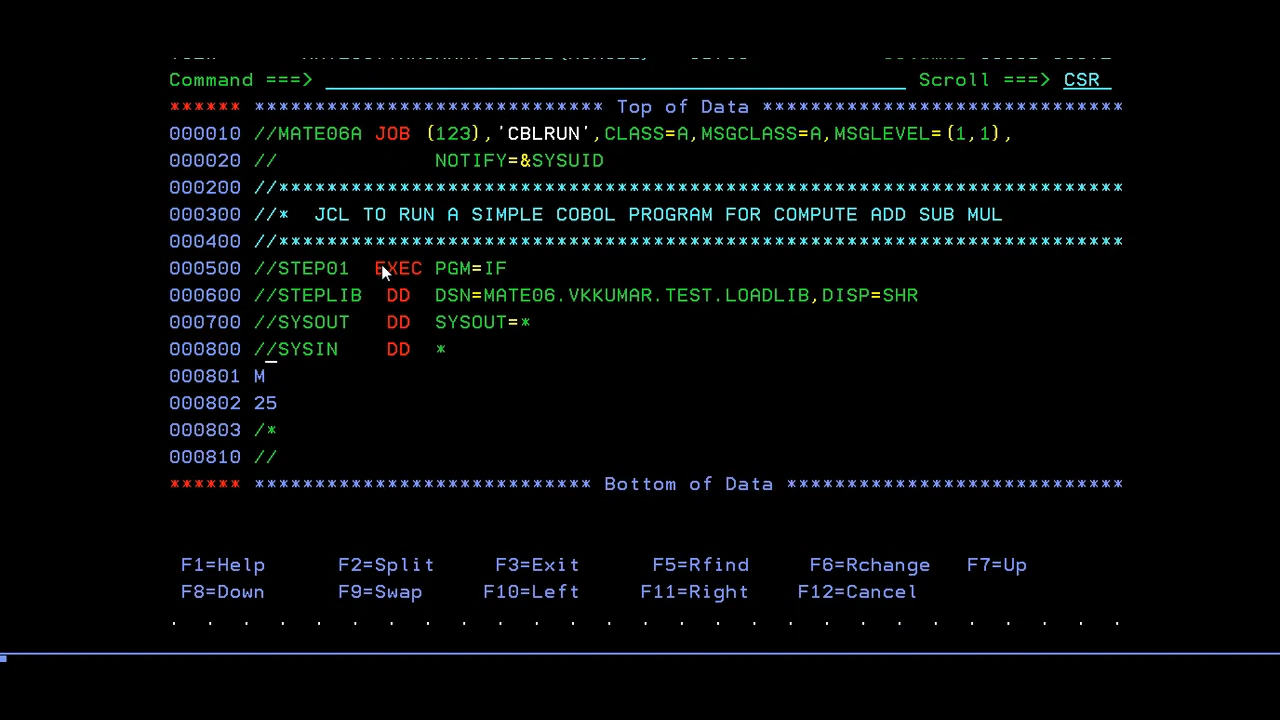 Command ===> Scroll ===> CSR
****** ***************************** Top of Data ******************************
000010 //MATE06A JOB (123),'CBLRUN',CLASS=A,MSGCLASS=A,MSGLEVEL=(1,1),
000020 // NOTIFY=&SYSUID
000200 //**********************************************************************
000300 //* JCL TO RUN A SIMPLE COBOL PROGRAM FOR COMPUTE ADD SUB MUL
000400 //**********************************************************************
000500 //STEP01 EXEC PGM=IF
000600 //STEPLIB DD DSN=MATE06.VKKUMAR.TEST.LOADLIB,DISP=SHR
000700 //SYSOUT DD SYSOUT=*
000800 //SYSIN DD *
000801 M
000802 25
000803 /*
000810 //
****** **************************** Bottom of Data ****************************
F1=Help F2=Split F3=Exit F5=Rfind F6=Rchange F7=Up
F8=Down F9=Swap F10=Left F11=Right F12=Cancel